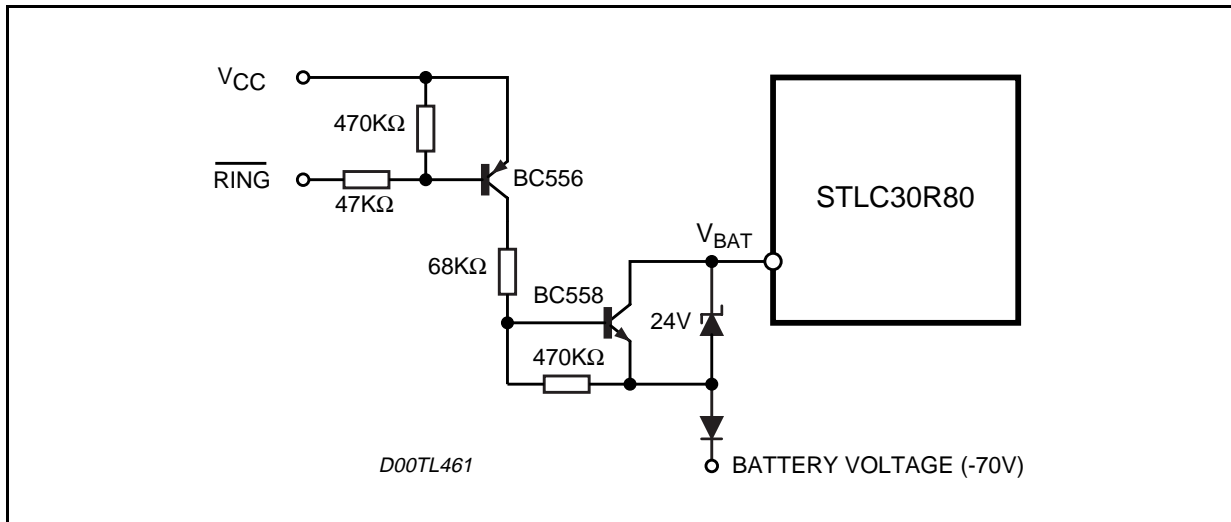 VCC
470KΩ
RING
47KΩ
BC556
STLC30R80
VBAT
68KΩ
BC558
24V
470KΩ
D00TL461
BATTERY VOLTAGE (-70V)